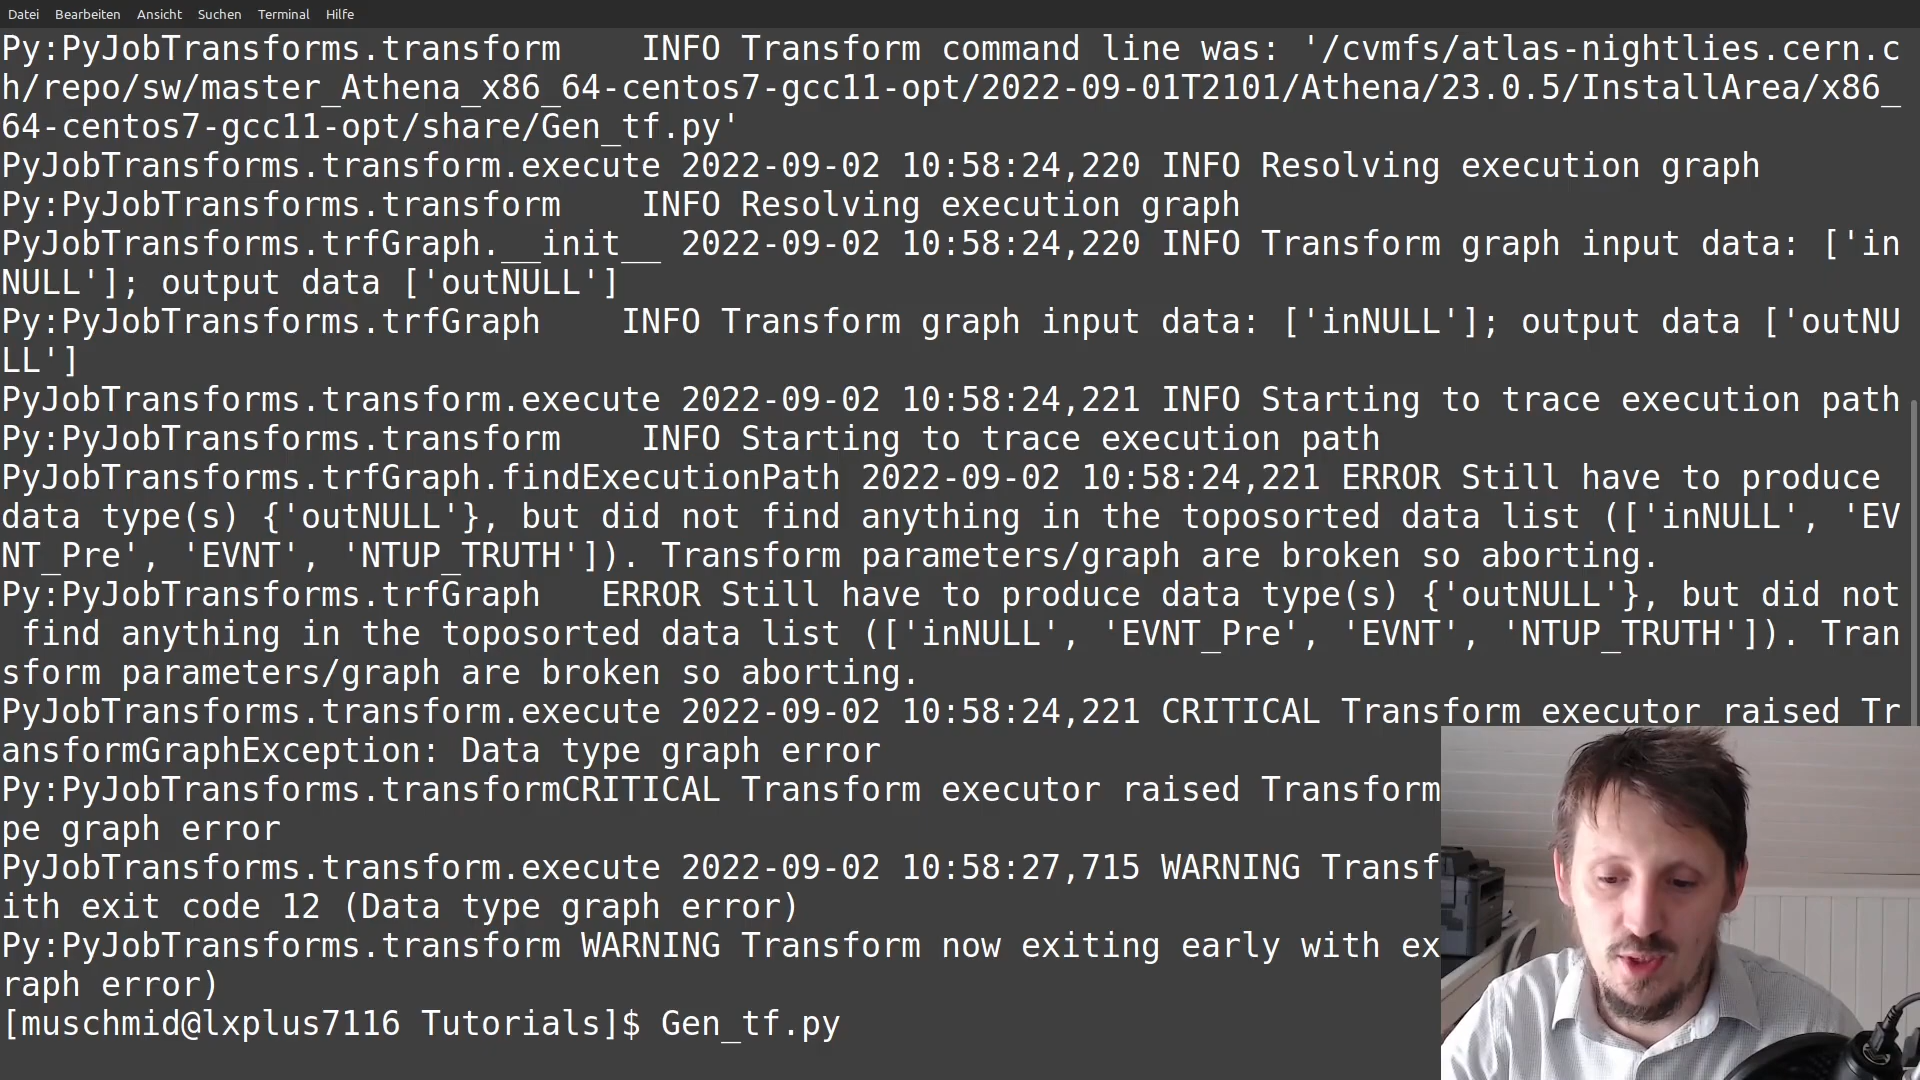 Datei Bearbeiten Ansicht Suchen Terminal Hilfe
Py:PyJobTransforms.transform    INFO Transform command line was: '/cvmfs/atlas-nightlies.cern.c
h/repo/sw/master_Athena_x86_64-centos7-gcc11-opt/2022-09-01T2101/Athena/23.0.5/InstallArea/x86_
64-centos7-gcc11-opt/share/Gen_tf.py'
PyJobTransforms.transform.execute 2022-09-02 10:58:24,220 INFO Resolving execution graph
Py:PyJobTransforms.transform    INFO Resolving execution graph
PyJobTransforms.trfGraph.__init__ 2022-09-02 10:58:24,220 INFO Transform graph input data: ['in
NULL']; output data ['outNULL']
Py:PyJobTransforms.trfGraph    INFO Transform graph input data: ['inNULL']; output data ['outNU
LL']
PyJobTransforms.transform.execute 2022-09-02 10:58:24,221 INFO Starting to trace execution path
Py:PyJobTransforms.transform    INFO Starting to trace execution path
PyJobTransforms.trfGraph.findExecutionPath 2022-09-02 10:58:24,221 ERROR Still have to produce
data type(s) {'outNULL'}, but did not find anything in the toposorted data list (['inNULL', 'EV
NT_Pre', 'EVNT', 'NTUP_TRUTH']). Transform parameters/graph are broken so aborting.
Py:PyJobTransforms.trfGraph   ERROR Still have to produce data type(s) {'outNULL'}, but did not
 find anything in the toposorted data list (['inNULL', 'EVNT_Pre', 'EVNT', 'NTUP_TRUTH']). Tran
sform parameters/graph are broken so aborting.
PyJobTransforms.transform.execute 2022-09-02 10:58:24,221 CRITICAL Transform executor raised Tr
ansformGraphException: Data type graph error
Py:PyJobTransforms.transformCRITICAL Transform executor raised Transform
pe graph error
PyJobTransforms.transform.execute 2022-09-02 10:58:27,715 WARNING Transf
ith exit code 12 (Data type graph error)
Py:PyJobTransforms.transform WARNING Transform now exiting early with ex
raph error)
[muschmid@lxplus7116 Tutorials]$ Gen_tf.py